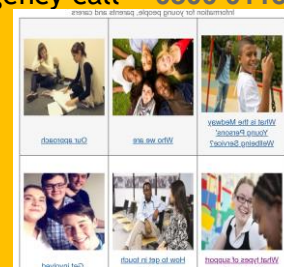 call
Information for young people, parents and carers
What is the Medway
Young Persons'
Wellbeing Service?
Who we are
Our approach
What types of support
How to get in touch
Get involved